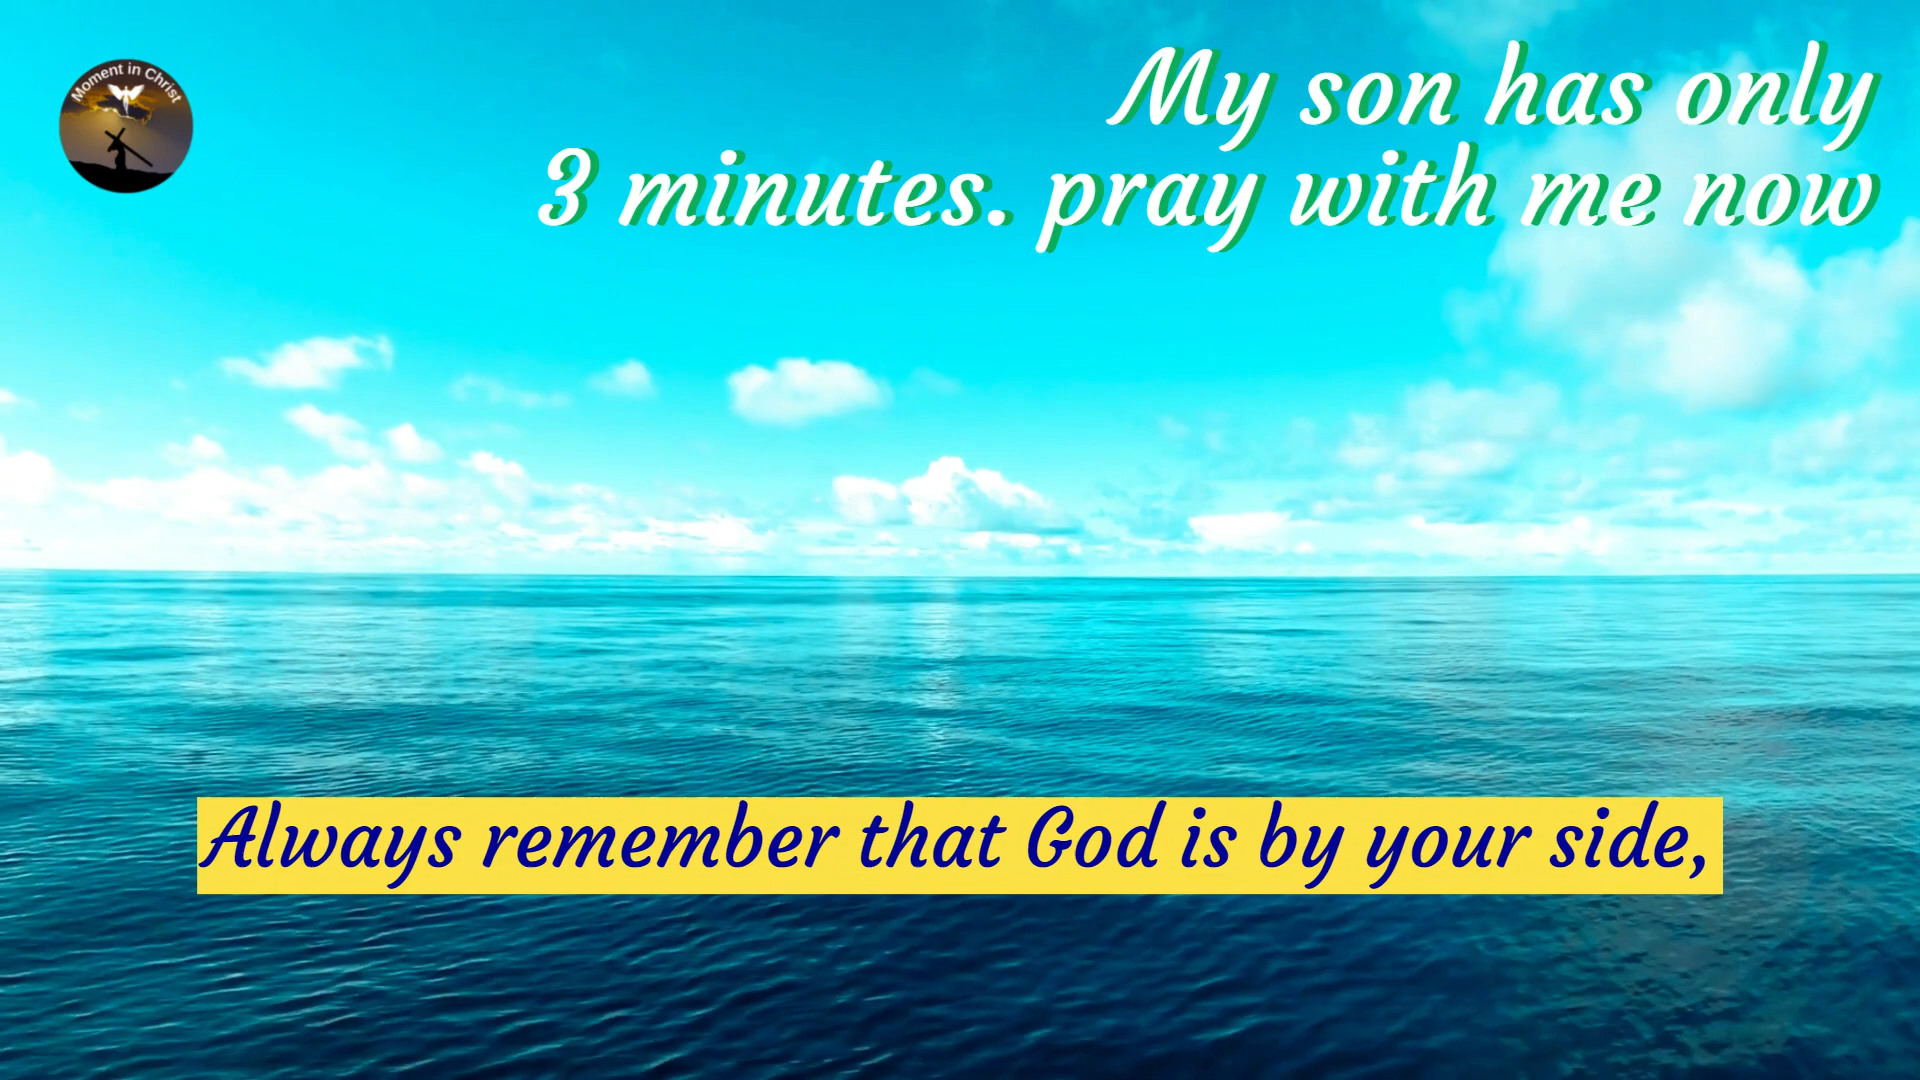 Moment in Christ
My son has only
3 minutes. pray with me now
Always remember that God is by your side,